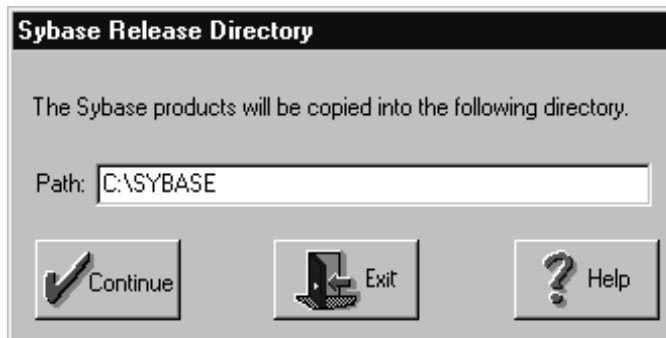 Sybase Release Directory
The Sybase products will be copied into the following directory.
Path: C:\SYBASE
Continue Exit Help